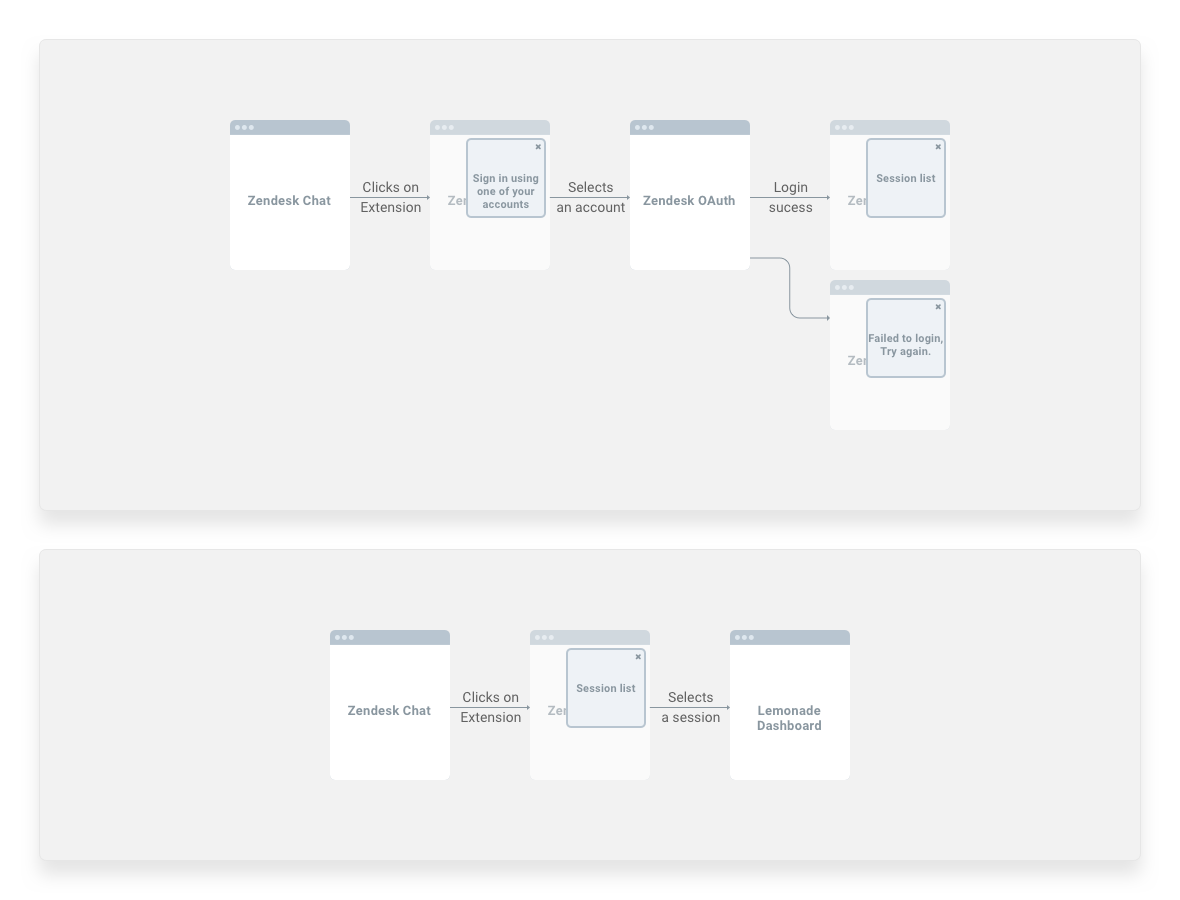 Zendesk Chat
Clicks on
Extension
Zen
Sign in using
one of your
accounts
Selects
an account
Zendesk OAuth
Login
sucess
Zen
Session list
Zen
Failed to login,
Try again.
Zendesk Chat
Clicks on
Extension
Zen
Session list
Selects
a session
Lemonade
Dashboard